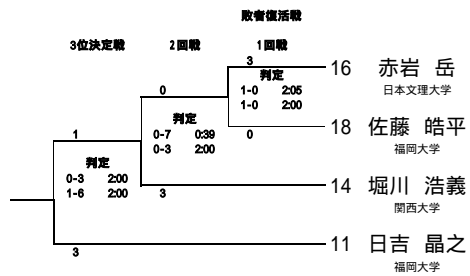 敗者復活戦
3位決定戦 2回戦 1回戦
3
判定
1-0 2:05
1-0 2:00
0
16 赤岩 岳
日本文理大学
18 佐藤 皓平
福岡大学
0
判定
0-7 0:39
0-3 2:00
3
14 堀川 浩義
関西大学
1
判定
0-3 2:00
1-6 2:00
3
11 日吉 晶之
福岡大学